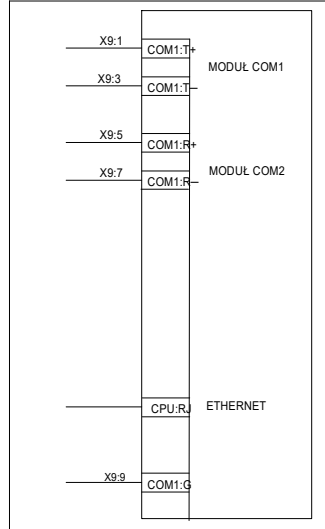 X9:1
COM1:T+
MODUŁ COM1
X9:3
COM1:T–
X9:5
COM1:R+
X9:7
COM1:R–
MODUŁ COM2
CPU:RJ
ETHERNET
X9:9
COM1:G